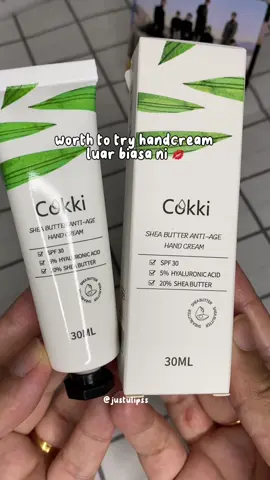 worth to try handcream
luar biasa ni 💋
Cokki
SHEA BUTTER ANTI-AGE
HAND CREAM
SPF 30
5% HYALURONIC ACID
20% SHEA BUTTER
30ML
Cokki
SHEA BUTTER ANTI-AGE
HAND CREAM
SPF 30
5% HYALURONIC ACID
20% SHEA BUTTER
SHEA BUTTER
30ML
@justulipss